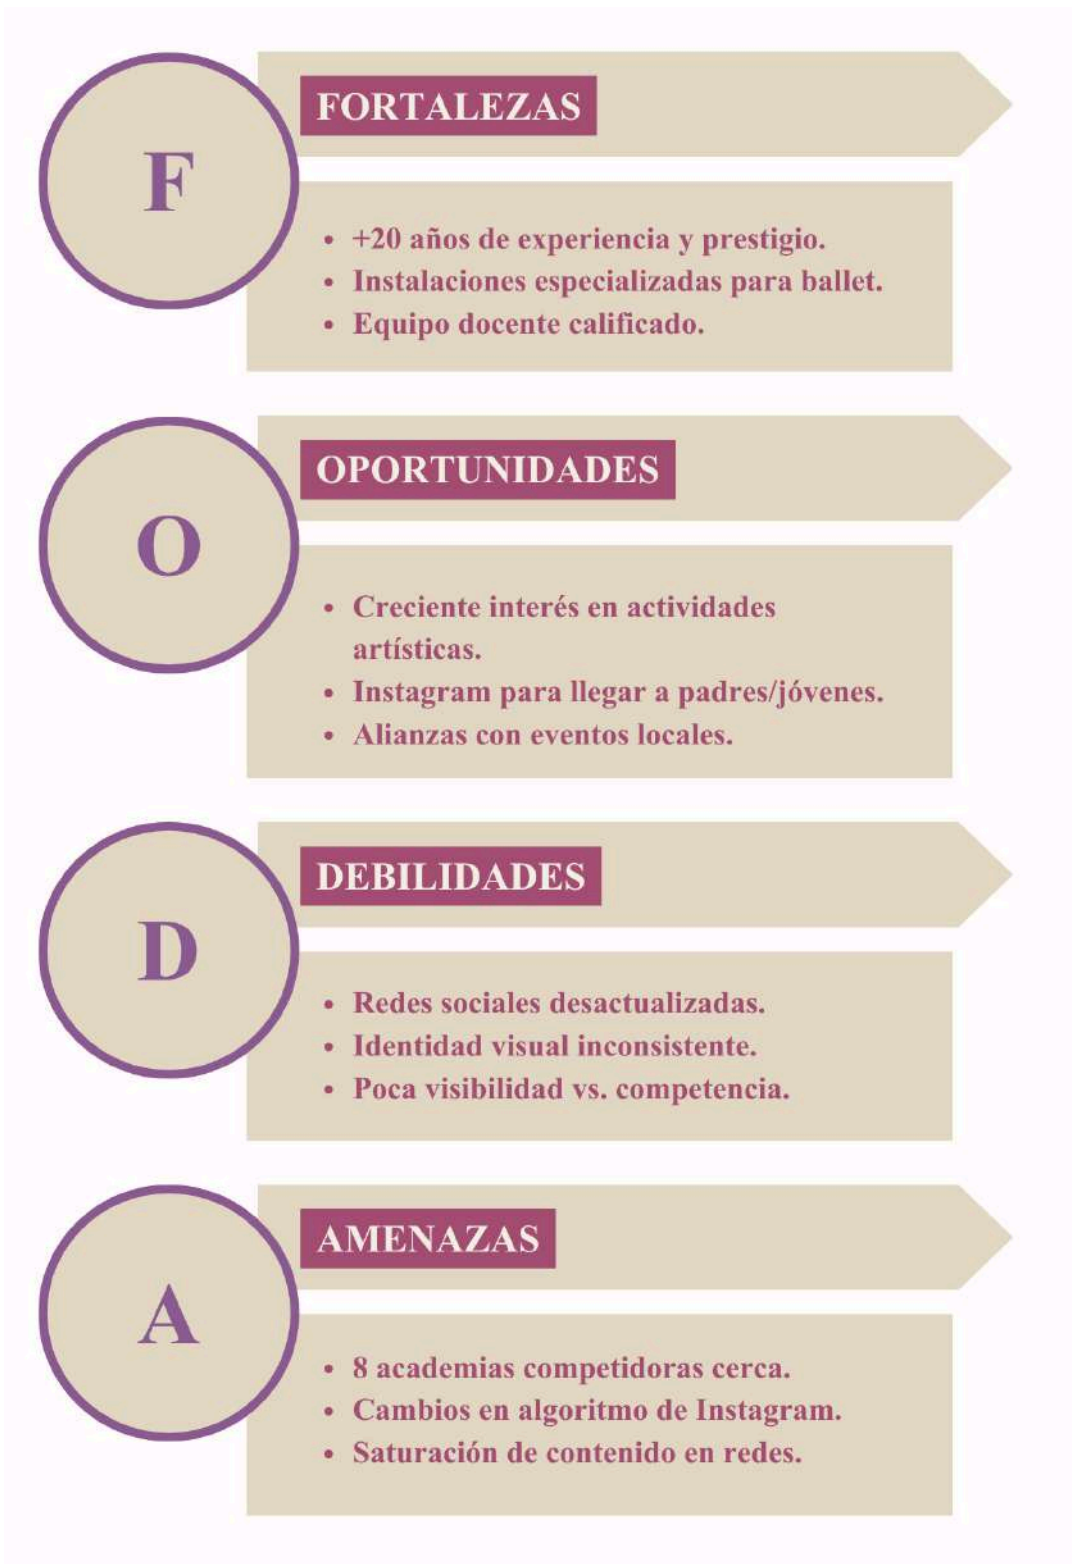 F
FORTALEZAS
• +20 años de experiencia y prestigio.
• Instalaciones especializadas para ballet.
• Equipo docente calificado.
O
OPORTUNIDADES
• Creciente interés en actividades
artísticas.
• Instagram para llegar a padres/jóvenes.
• Alianzas con eventos locales.
D
DEBILIDADES
• Redes sociales desactualizadas.
• Identidad visual inconsistente.
• Poca visibilidad vs. competencia.
A
AMENAZAS
• 8 academias competidoras cerca.
• Cambios en algoritmo de Instagram.
• Saturación de contenido en redes.